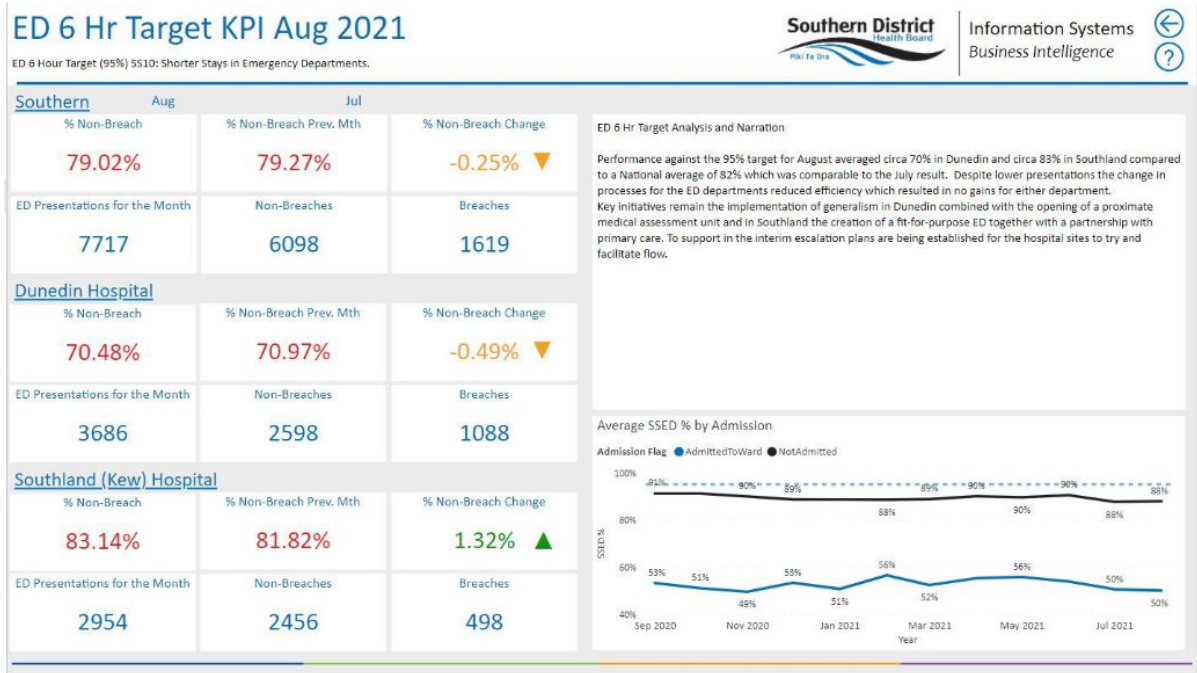 ED 6 Hr Target KPI Aug 2021
ED 6 Hour Target (95%) SS10: Shorter Stays in Emergency Departments.
Southern District
Health Board
Piki Te Ora
Information Systems
Business Intelligence
?
Southern Aug Jul
% Non-Breach % Non-Breach Prev. Mth % Non-Breach Change
79.02% 79.27% -0.25% ▼
ED Presentations for the Month Non-Breaches Breaches
7717 6098 1619
Dunedin Hospital
% Non-Breach % Non-Breach Prev. Mth % Non-Breach Change
70.48% 70.97% -0.49% ▼
ED Presentations for the Month Non-Breaches Breaches
3686 2598 1088
Southland (Kew) Hospital
% Non-Breach % Non-Breach Prev. Mth % Non-Breach Change
83.14% 81.82% 1.32% ▲
ED Presentations for the Month Non-Breaches Breaches
2954 2456 498
ED 6 Hr Target Analysis and Narration
Performance against the 95% target for August averaged circa 70% in Dunedin and circa 83% in Southland compared
to a National average of 82% which was comparable to the July result. Despite lower presentations the change in
processes for the ED departments reduced efficiency which resulted in no gains for either department.
Key initiatives remain the implementation of generalism in Dunedin combined with the opening of a proximate
medical assessment unit and in Southland the creation of a fit-for-purpose ED together with a partnership with
primary care. To support in the interim escalation plans are being established for the hospital sites to try and
facilitate flow.
Average SSED % by Admission
Admission Flag AdmittedToWard NotAdmitted
SSED %
100%
80%
60%
40%
91% 90% 89% 88% 89% 90% 90% 90% 88% 88%
53% 51% 49% 53% 51% 56% 52% 56% 50% 50%
Sep 2020 Nov 2020 Jan 2021 Mar 2021 May 2021 Jul 2021
Year